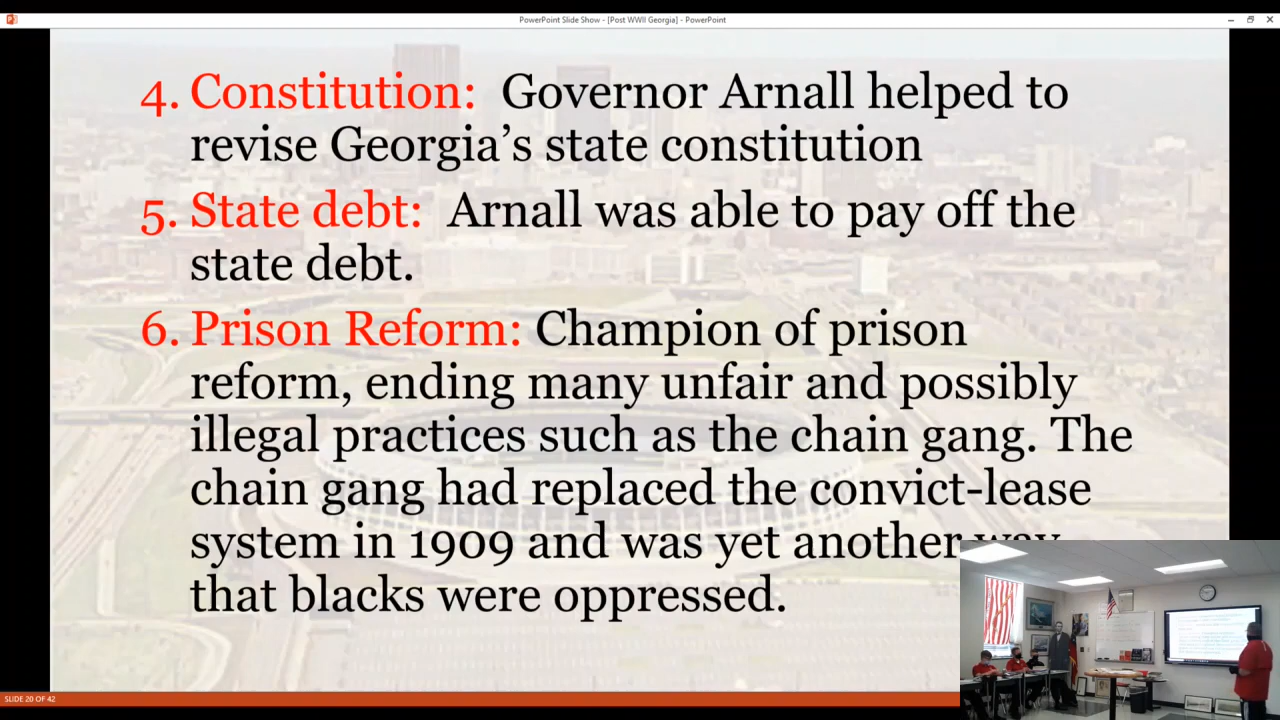 PowerPoint Slide Show - [Post WWII Georgia] - PowerPoint
4. Constitution: Governor Arnall helped to
revise Georgia’s state constitution
5. State debt: Arnall was able to pay off the
state debt.
6. Prison Reform: Champion of prison
reform, ending many unfair and possibly
illegal practices such as the chain gang. The
chain gang had replaced the convict-lease
system in 1909 and was yet another way
that blacks were oppressed.
SLIDE 20 OF 42